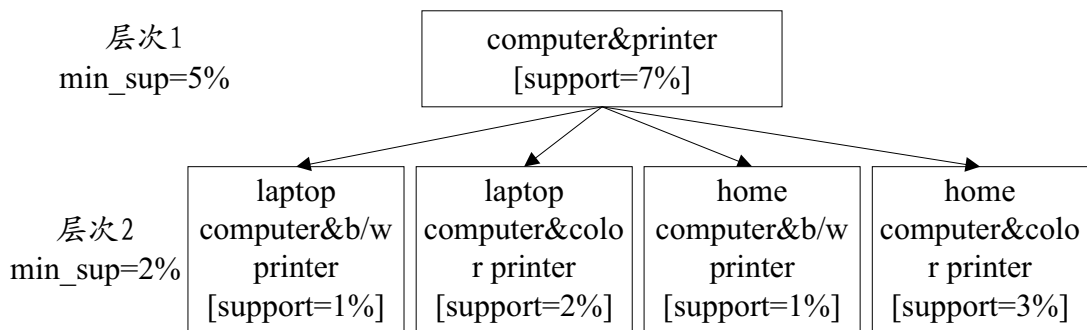 层次1
min_sup=5%
computer&printer
[support=7%]
层次2
min_sup=2%
laptop
computer&b/w
printer
[support=1%]
laptop
computer&colo
r printer
[support=2%]
home
computer&b/w
printer
[support=1%]
home
computer&colo
r printer
[support=3%]